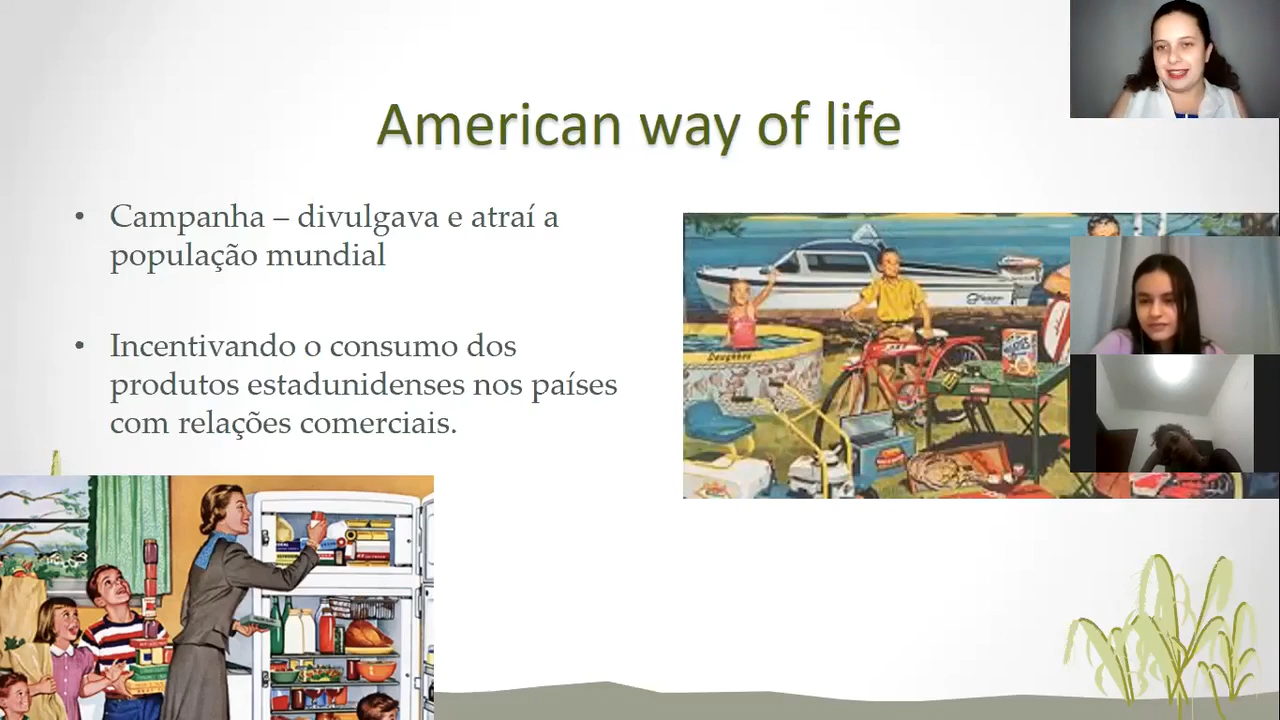 American way of life
• Campanha – divulgava e atraí a
população mundial
• Incentivando o consumo dos
produtos estadunidenses nos países
com relações comerciais.